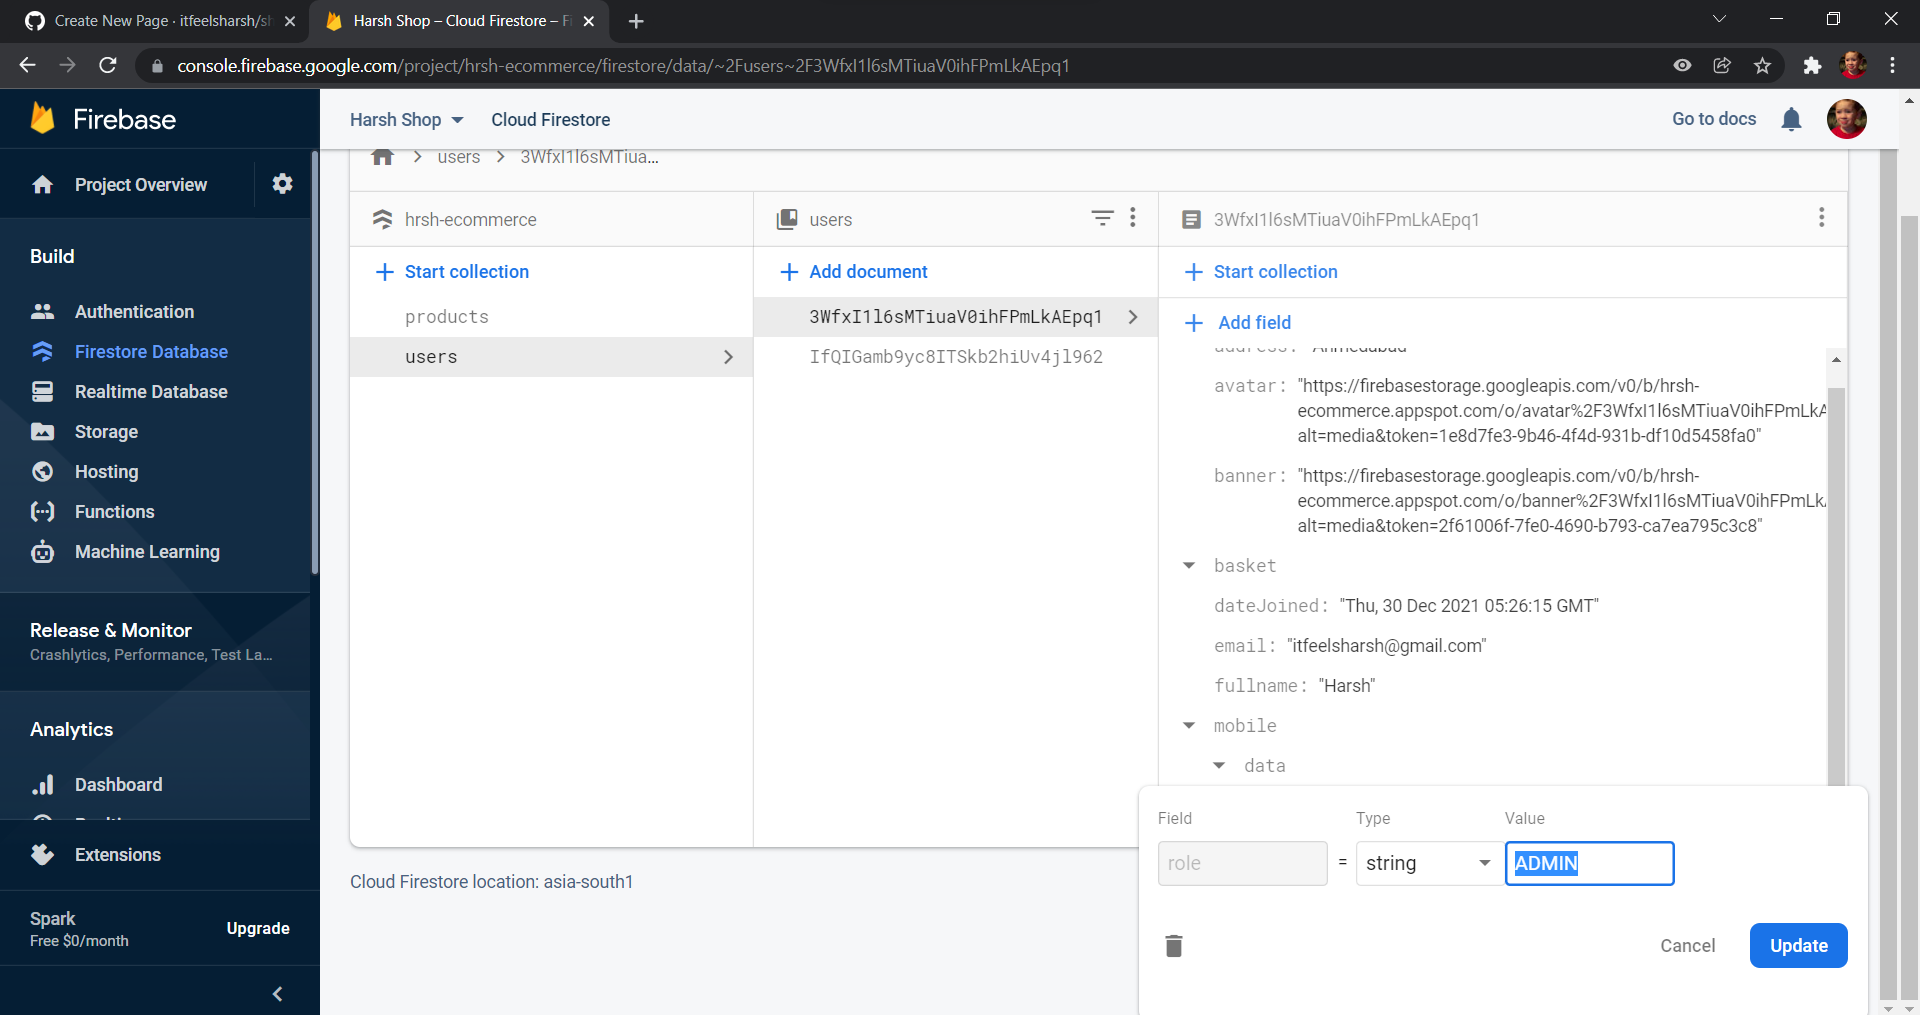 Create New Page · itfeelsharsh/sh
Harsh Shop – Cloud Firestore – Fi
console.firebase.google.com/project/hrsh-ecommerce/firestore/data/~2Fusers~2F3WfxI1l6sMTiuaV0ihFPmLkAEpq1
Firebase
Harsh Shop
Cloud Firestore
Go to docs
users
3WfxI1l6sMTiua...
Project Overview
Build
Authentication
Firestore Database
Realtime Database
Storage
Hosting
Functions
Machine Learning
Release & Monitor
Crashlytics, Performance, Test La...
Analytics
Dashboard
Extensions
Spark
Free $0/month
Upgrade
hrsh-ecommerce
Start collection
products
users
users
Add document
3WfxI1l6sMTiuaV0ihFPmLkAEpq1
IfQIGamb9yc8ITSkb2hiUv4jl962
3WfxI1l6sMTiuaV0ihFPmLkAEpq1
Start collection
Add field
address: "Ahmedabad"
avatar: "https://firebasestorage.googleapis.com/v0/b/hrsh-
ecommerce.appspot.com/o/avatar%2F3WfxI1l6sMTiuaV0ihFPmLkA
alt=media&token=1e8d7fe3-9b46-4f4d-931b-df10d5458fa0"
banner: "https://firebasestorage.googleapis.com/v0/b/hrsh-
ecommerce.appspot.com/o/banner%2F3WfxI1l6sMTiuaV0ihFPmLkA
alt=media&token=2f61006f-7fe0-4690-b793-ca7ea795c3c8"
basket
dateJoined: "Thu, 30 Dec 2021 05:26:15 GMT"
email: "itfeelsharsh@gmail.com"
fullname: "Harsh"
mobile
data
Field
Type
Value
role
=
string
ADMIN
Cancel
Update
Cloud Firestore location: asia-south1